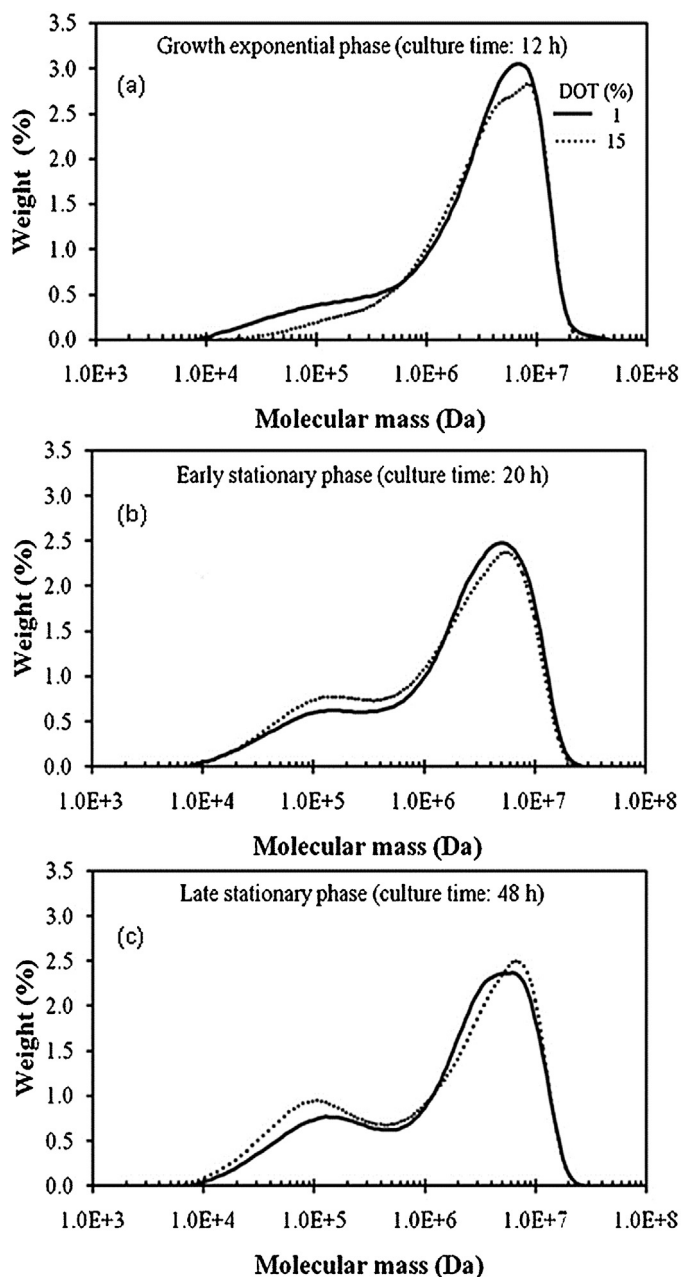 Growth exponential phase (culture time: 12 h)
(a)
DOT (%)
1
15
3.5
3.0
2.5
2.0
1.5
1.0
0.5
0.0
Weight (%)
1.0E+3 1.0E+4 1.0E+5 1.0E+6 1.0E+7 1.0E+8
Molecular mass (Da)
Early stationary phase (culture time: 20 h)
(b)
3.5
3.0
2.5
2.0
1.5
1.0
0.5
0.0
Weight (%)
1.0E+3 1.0E+4 1.0E+5 1.0E+6 1.0E+7 1.0E+8
Molecular mass (Da)
Late stationary phase (culture time: 48 h)
(c)
3.5
3.0
2.5
2.0
1.5
1.0
0.5
0.0
Weight (%)
1.0E+3 1.0E+4 1.0E+5 1.0E+6 1.0E+7 1.0E+8
Molecular mass (Da)